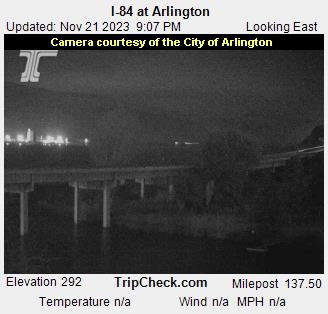 I-84 at Arlington
Updated: Nov 21 2023 9:07 PM Looking East
Camera courtesy of the City of Arlington
Elevation 292 TripCheck.com Milepost 137.50
Temperature n/a Wind n/a MPH n/a